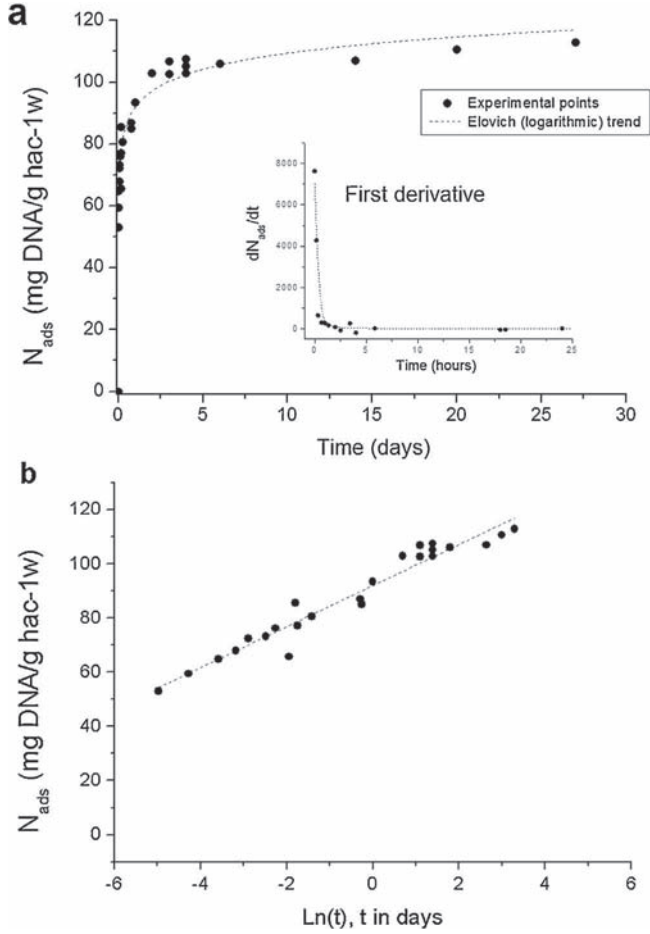 a
120
100
80
60
40
20
0
N_ads (mg DNA/g hac-1w)
Experimental points
Elovich (logarithmic) trend
First derivative
8000
6000
4000
2000
0
dN_ads/dt
0 5 10 15 20 25
Time (hours)
0 5 10 15 20 25 30
Time (days)
b
120
100
80
60
40
20
0
N_ads (mg DNA/g hac-1w)
-6 -4 -2 0 2 4 6
Ln(t), t in days